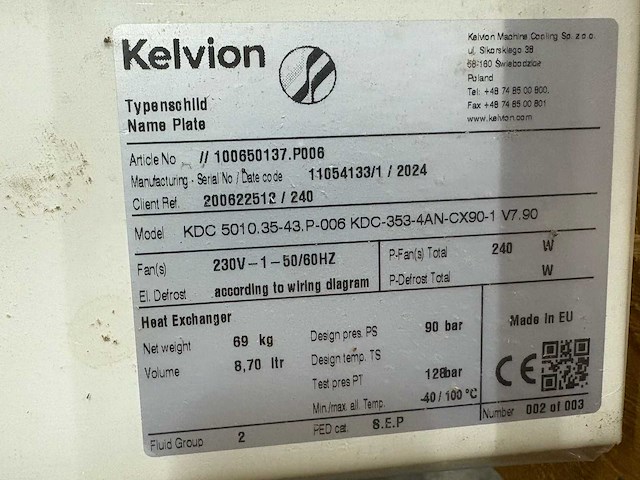 Kelvion
Kelvion Machine Cooling Sp. z o.o.
ul. Sikorskiego 38
58-160 Świebodzice
Poland
Tel: +48 74 85 00 800.
Fax +48 74 85 00 801
www.kelvion.com
Typenschild
Name Plate
Article No // 100650137.P006
Manufacturing - Serial No / Date code 11054133/1 / 2024
Client Ref. 200622513 / 240
Model KDC 5010.35-43.P-006 KDC-353-4AN-CX90-1 V7.90
Fan(s) 230V-1-50/60HZ P-Fan(s) Total 240 W
El. Defrost according to wiring diagram P-Defrost Total W
Heat Exchanger
Net weight 69 kg Design pres. PS 90 bar Made in EU
Volume 8,70 ltr Design temp. TS
Test pres PT 128bar CE
Min./max. all. Temp. -40/100 °C
Fluid Group 2 PED cat. S.E.P Number 002 of 003